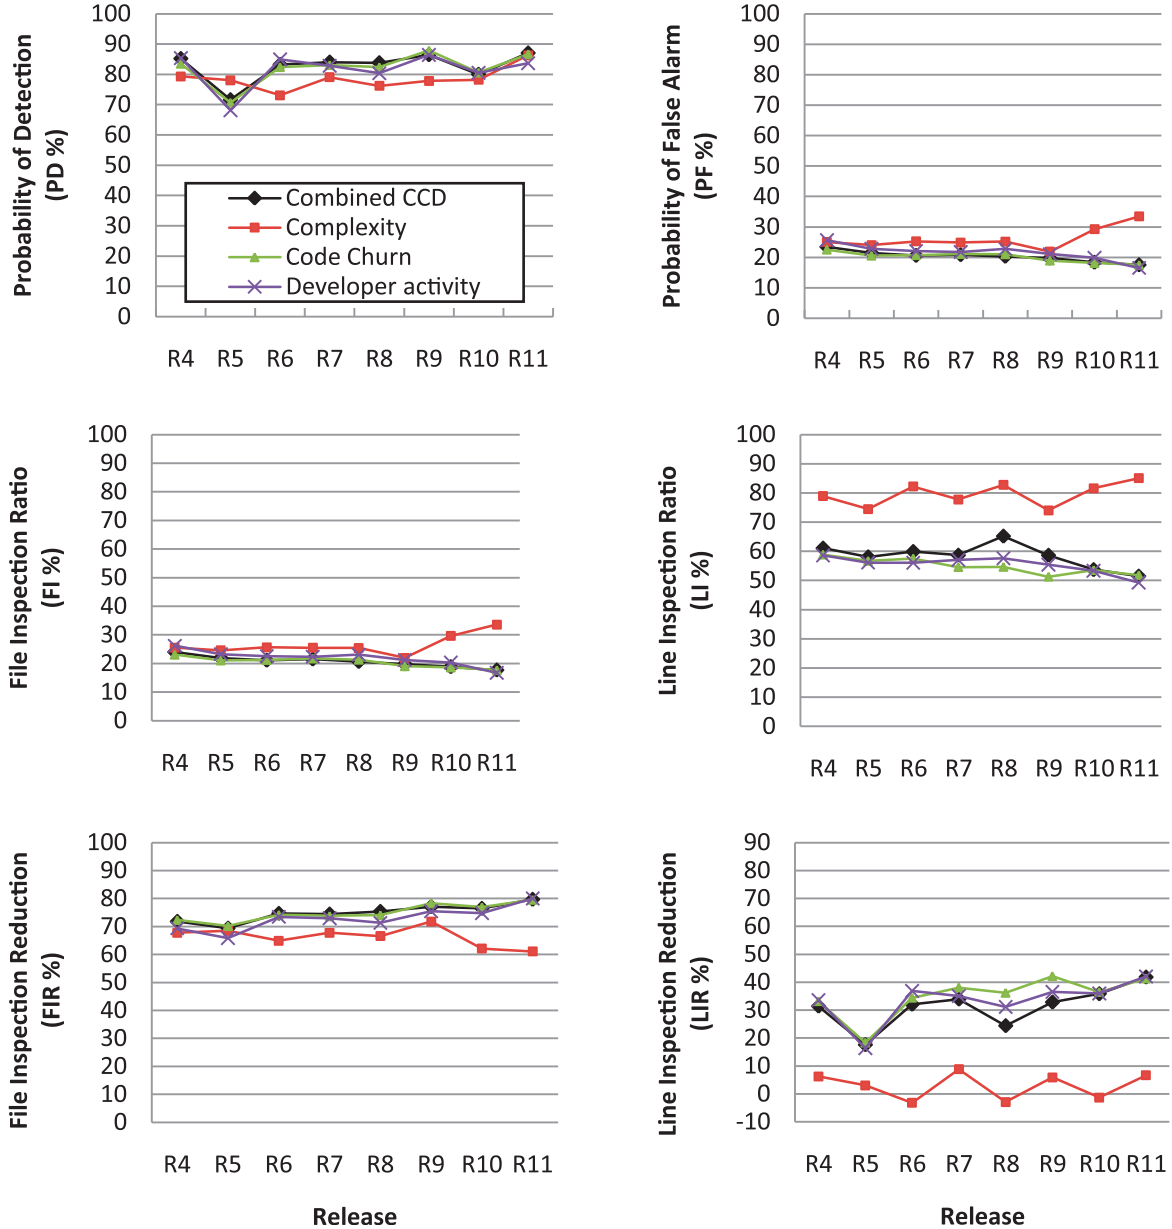 Probability of Detection
(PD %)
100
90
80
70
60
50
40
30
20
10
0
Combined CCD
Complexity
Code Churn
Developer activity
R4 R5 R6 R7 R8 R9 R10 R11
Probability of False Alarm
(PF %)
100
90
80
70
60
50
40
30
20
10
0
R4 R5 R6 R7 R8 R9 R10 R11
File Inspection Ratio
(FI %)
100
90
80
70
60
50
40
30
20
10
0
R4 R5 R6 R7 R8 R9 R10 R11
Line Inspection Ratio
(LI %)
100
90
80
70
60
50
40
30
20
10
0
R4 R5 R6 R7 R8 R9 R10 R11
File Inspection Reduction
(FIR %)
100
90
80
70
60
50
40
30
20
10
0
R4 R5 R6 R7 R8 R9 R10 R11
Release
Line Inspection Reduction
(LIR %)
90
80
70
60
50
40
30
20
10
0
-10
R4 R5 R6 R7 R8 R9 R10 R11
Release